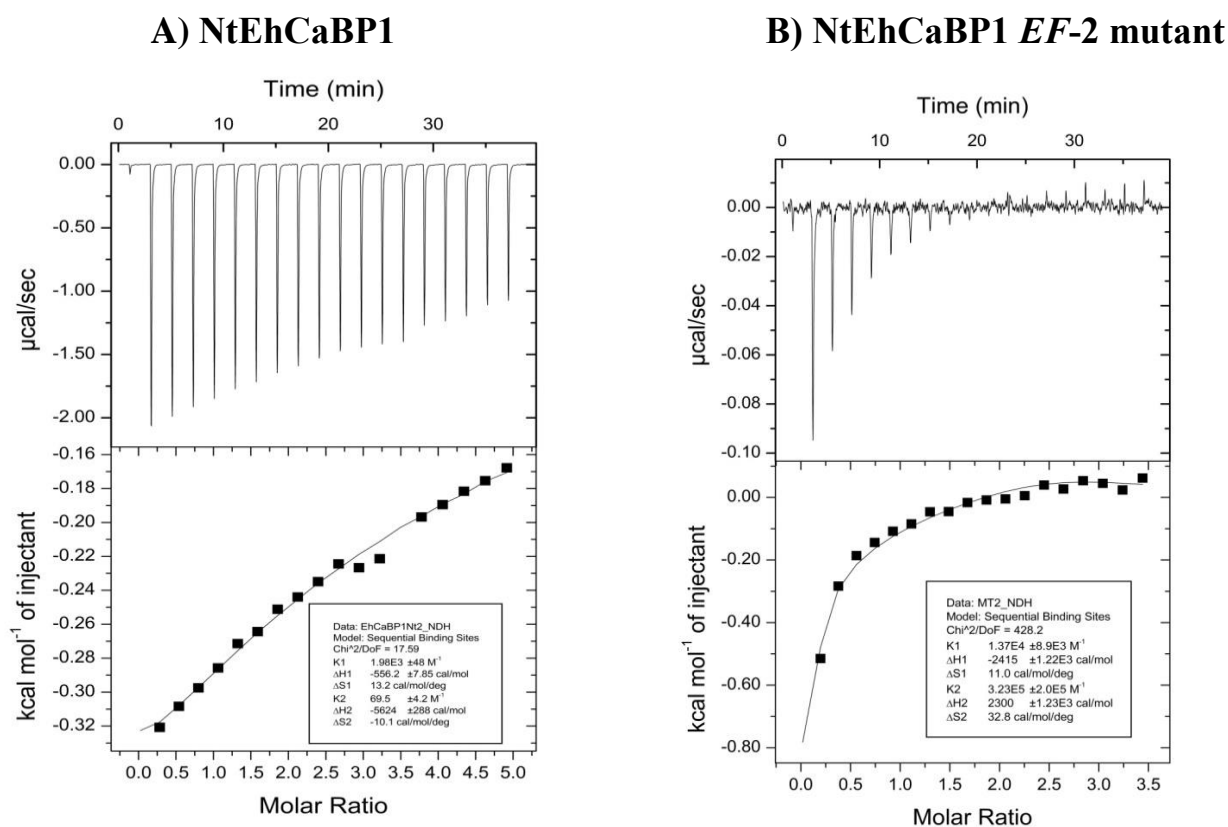 A) NtEhCaBP1
Time (min)
0 10 20 30
0.00
-0.50
-1.00
-1.50
-2.00
µcal/sec
-0.16
-0.18
-0.20
-0.22
-0.24
-0.26
-0.28
-0.30
-0.32
kcal mol⁻¹ of injectant
Data: EhCaBP1Nt2_NDH
Model: Sequential Binding Sites
Chi^2/DoF = 17.59
K1 1.98E3 ±48 M⁻¹
ΔH1 -556.2 ±7.85 cal/mol
ΔS1 13.2 cal/mol/deg
K2 69.5 ±4.2 M⁻¹
ΔH2 -5624 ±288 cal/mol
ΔS2 -10.1 cal/mol/deg
0.0 0.5 1.0 1.5 2.0 2.5 3.0 3.5 4.0 4.5 5.0
Molar Ratio
B) NtEhCaBP1 EF-2 mutant
Time (min)
0 10 20 30
0.00
-0.02
-0.04
-0.06
-0.08
-0.10
µcal/sec
0.00
-0.20
-0.40
-0.60
-0.80
kcal mol⁻¹ of injectant
Data: MT2_NDH
Model: Sequential Binding Sites
Chi^2/DoF = 428.2
K1 1.37E4 ±8.9E3 M⁻¹
ΔH1 -2415 ±1.22E3 cal/mol
ΔS1 11.0 cal/mol/deg
K2 3.23E5 ±2.0E5 M⁻¹
ΔH2 2300 ±1.23E3 cal/mol
ΔS2 32.8 cal/mol/deg
0.0 0.5 1.0 1.5 2.0 2.5 3.0 3.5
Molar Ratio